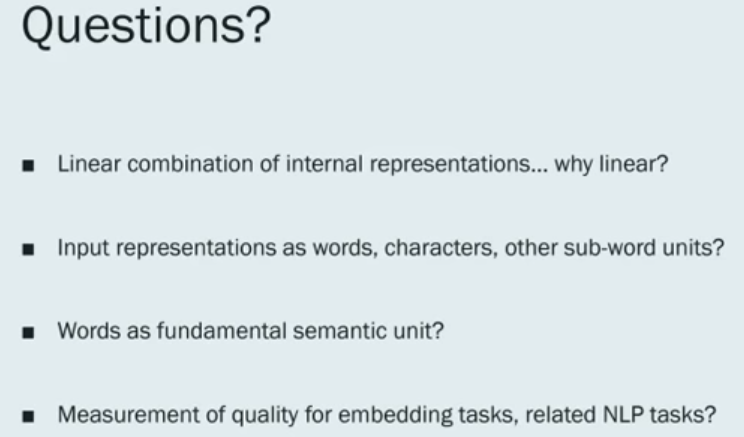 Questions?
▪ Linear combination of internal representations... why linear?
▪ Input representations as words, characters, other sub-word units?
▪ Words as fundamental semantic unit?
▪ Measurement of quality for embedding tasks, related NLP tasks?